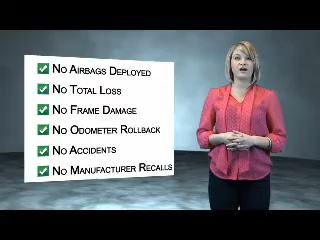 No Airbags Deployed
No Total Loss
No Frame Damage
No Odometer Rollback
No Accidents
No Manufacturer Recalls